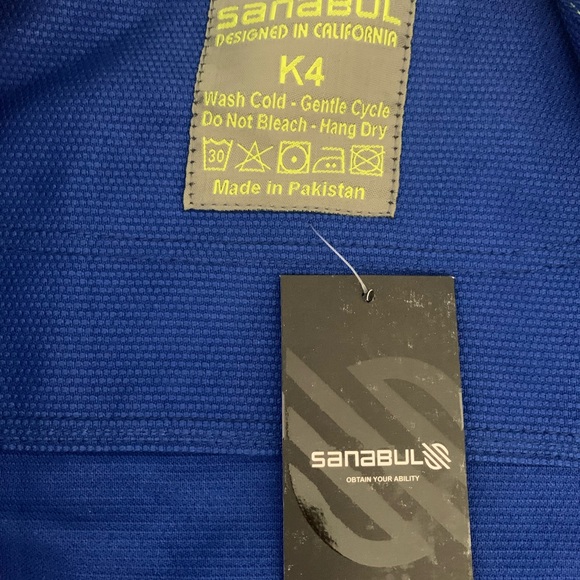 SANABUL
DESIGNED IN CALIFORNIA
K4
Wash Cold - Gentle Cycle
Do Not Bleach - Hang Dry
30
Made in Pakistan
SANABUL
OBTAIN YOUR ABILITY